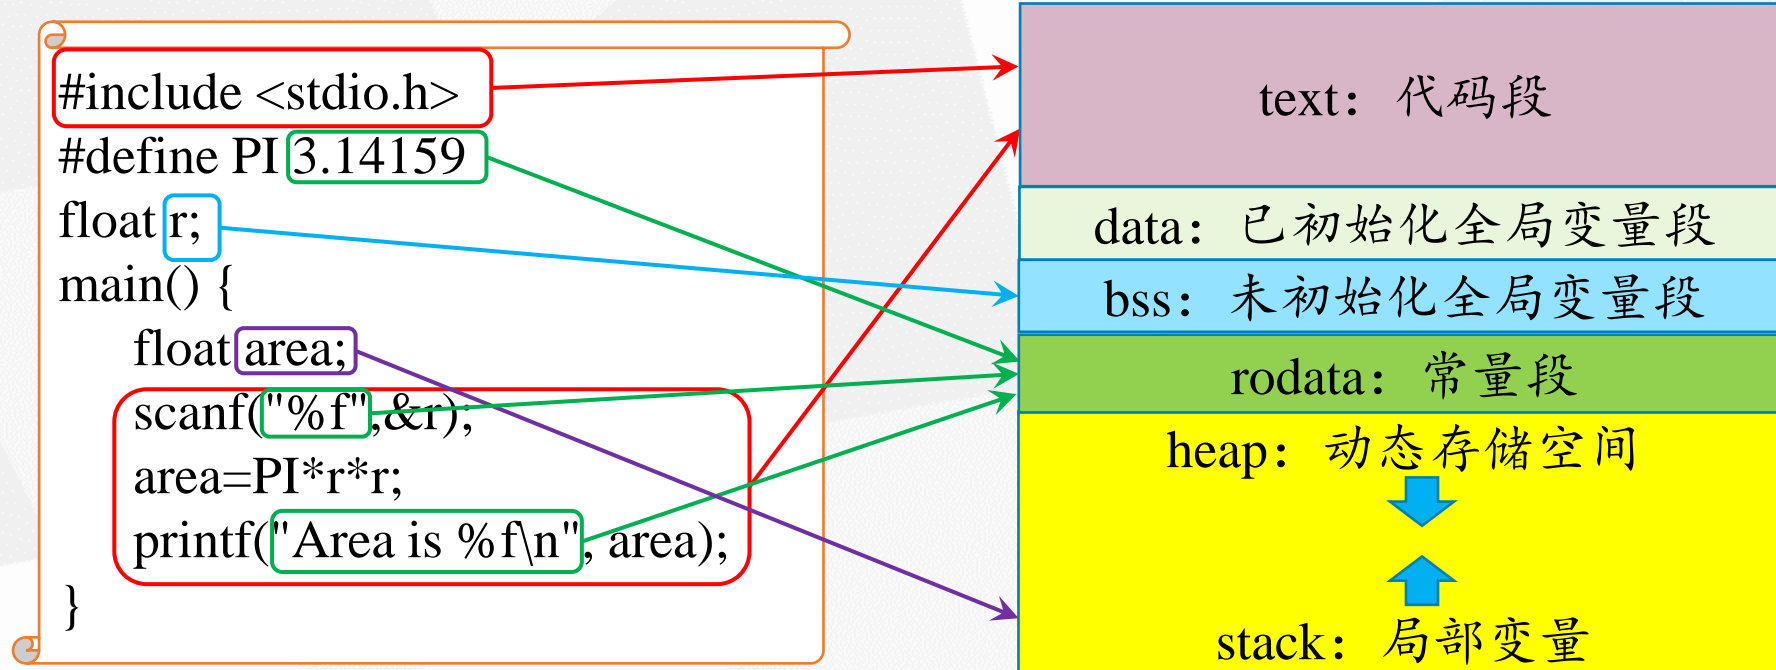 #include <stdio.h>
#define PI 3.14159
float r;
main() {
float area;
scanf("%f",&r);
area=PI*r*r;
printf("Area is %f\n", area);
}
text：代码段
data：已初始化全局变量段
bss：未初始化全局变量段
rodata：常量段
heap：动态存储空间
stack：局部变量